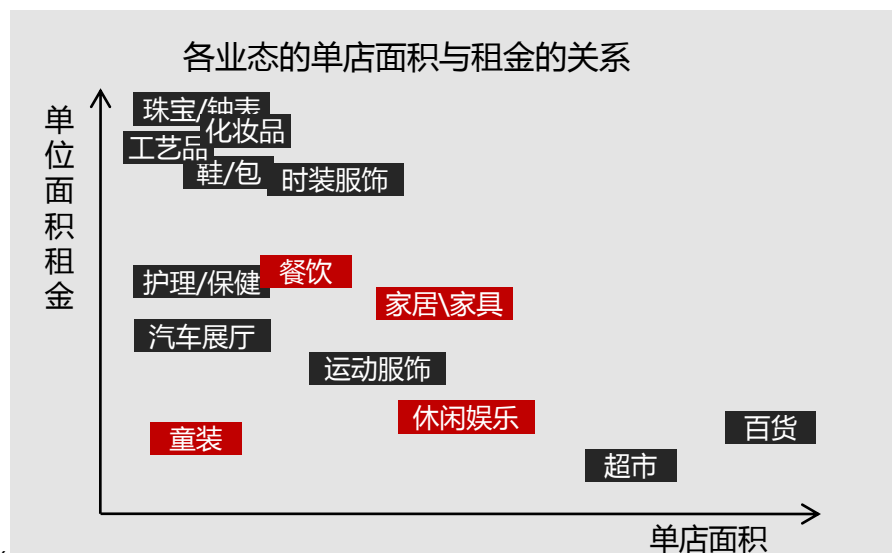 各业态的单店面积与租金的关系
单位面积租金
珠宝/钟表
化妆品
工艺品
鞋/包
时装服饰
护理/保健
餐饮
家居\家具
汽车展厅
运动服饰
童装
休闲娱乐
百货
超市
单店面积